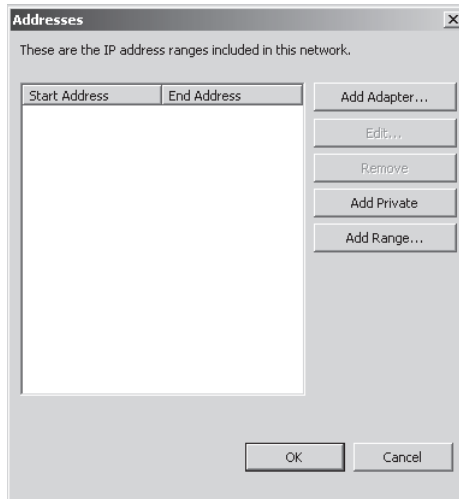 Addresses
These are the IP address ranges included in this network.
Start Address End Address
Add Adapter...
Edit...
Remove
Add Private
Add Range...
OK Cancel